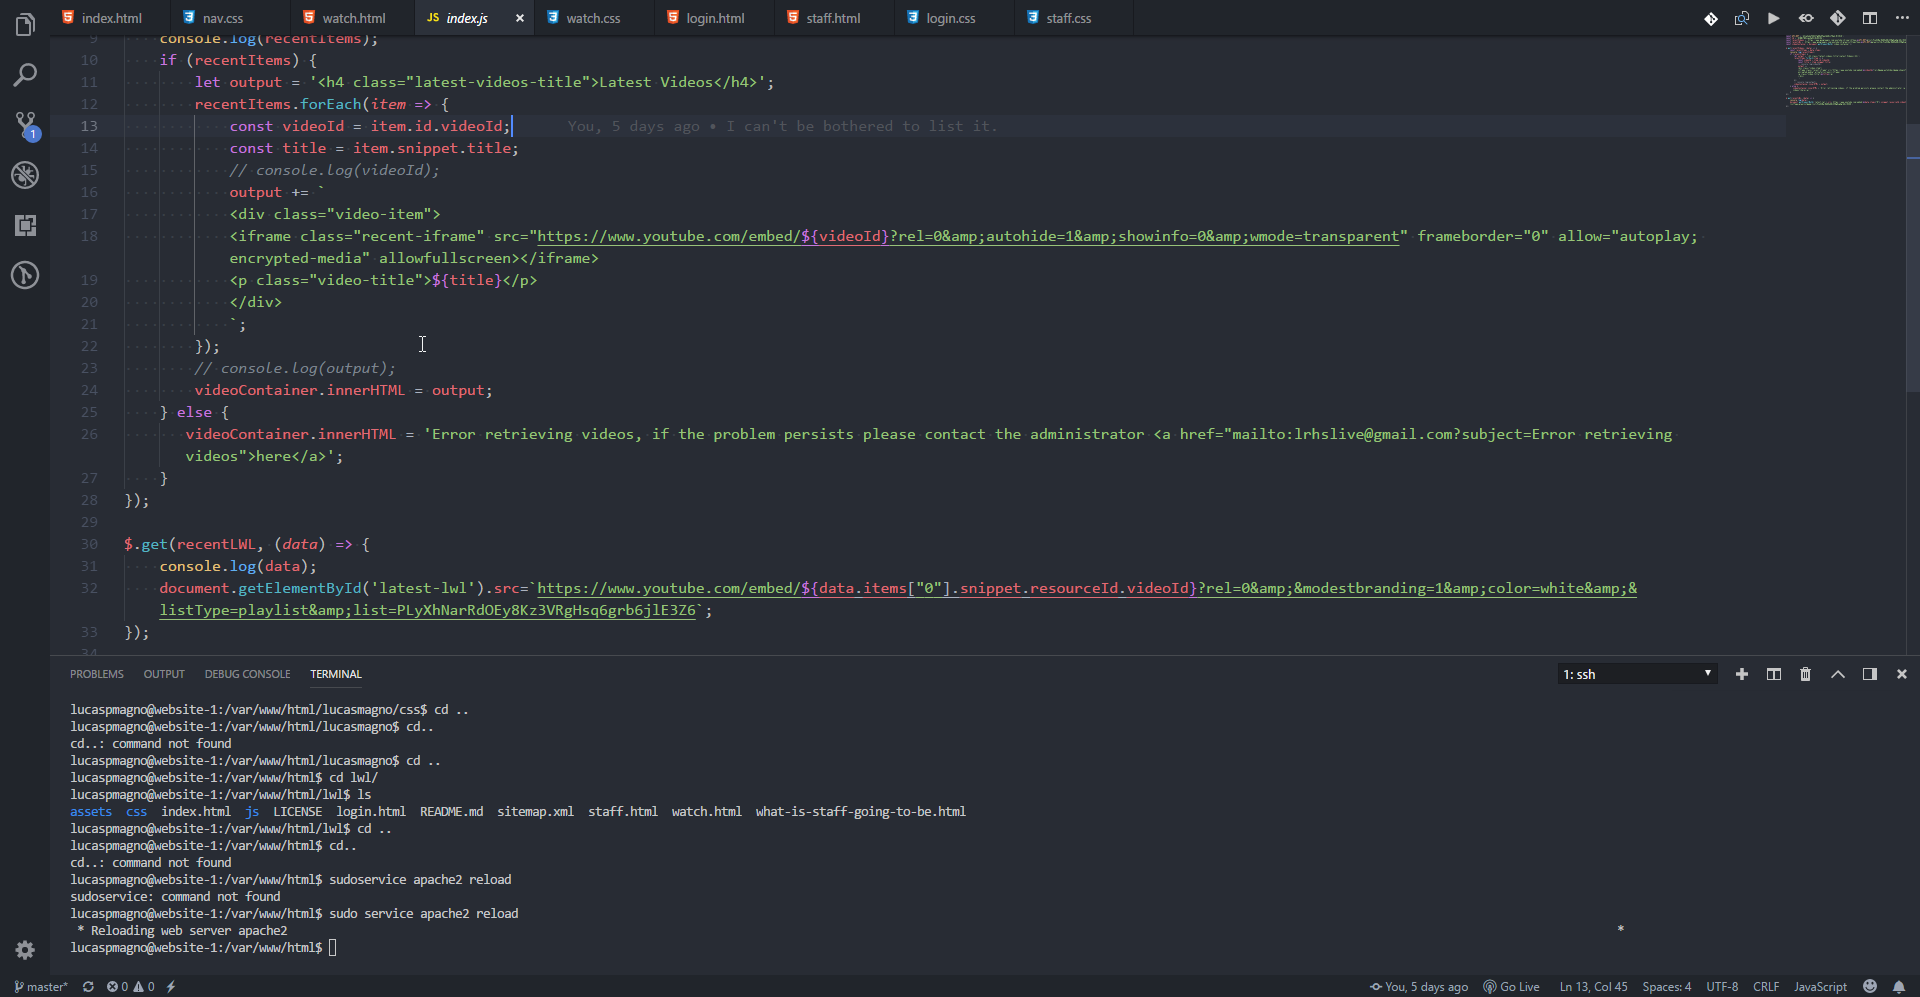 index.html nav.css watch.html JS index.js × watch.css login.html staff.html login.css staff.css
9 console.log(recentItems);
10 if (recentItems) {
11 let output = '<h4 class="latest-videos-title">Latest Videos</h4>';
12 recentItems.forEach(item => {
13 const videoId = item.id.videoId; You, 5 days ago • I can't be bothered to list it.
14 const title = item.snippet.title;
15 // console.log(videoId);
16 output += `
17 <div class="video-item">
18 <iframe class="recent-iframe" src="https://www.youtube.com/embed/${videoId}?rel=0&amp;autohide=1&amp;showinfo=0&amp;wmode=transparent" frameborder="0" allow="autoplay;
encrypted-media" allowfullscreen></iframe>
19 <p class="video-title">${title}</p>
20 </div>
21 `;
22 });
23 // console.log(output);
24 videoContainer.innerHTML = output;
25 } else {
26 videoContainer.innerHTML = 'Error retrieving videos, if the problem persists please contact the administrator <a href="mailto:lrhslive@gmail.com?subject=Error retrieving
videos">here</a>';
27 }
28 });
29
30 $.get(recentLWL, (data) => {
31 console.log(data);
32 document.getElementById('latest-lwl').src=`https://www.youtube.com/embed/${data.items["0"].snippet.resourceId.videoId}?rel=0&amp;&modestbranding=1&amp;color=white&amp;&
listType=playlist&amp;list=PLyXhNarRdOEy8Kz3VRgHsq6grb6jlE3Z6`;
33 });
34
PROBLEMS OUTPUT DEBUG CONSOLE TERMINAL 1: ssh
lucaspmagno@website-1:/var/www/html/lucasmagno/css$ cd ..
lucaspmagno@website-1:/var/www/html/lucasmagno$ cd..
cd..: command not found
lucaspmagno@website-1:/var/www/html/lucasmagno$ cd ..
lucaspmagno@website-1:/var/www/html$ cd lwl/
lucaspmagno@website-1:/var/www/html/lwl$ ls
assets css index.html js LICENSE login.html README.md sitemap.xml staff.html watch.html what-is-staff-going-to-be.html
lucaspmagno@website-1:/var/www/html/lwl$ cd ..
lucaspmagno@website-1:/var/www/html$ cd..
cd..: command not found
lucaspmagno@website-1:/var/www/html$ sudoservice apache2 reload
sudoservice: command not found
lucaspmagno@website-1:/var/www/html$ sudo service apache2 reload
* Reloading web server apache2 *
lucaspmagno@website-1:/var/www/html$
master* 0 0 You, 5 days ago Go Live Ln 13, Col 45 Spaces: 4 UTF-8 CRLF JavaScript
1